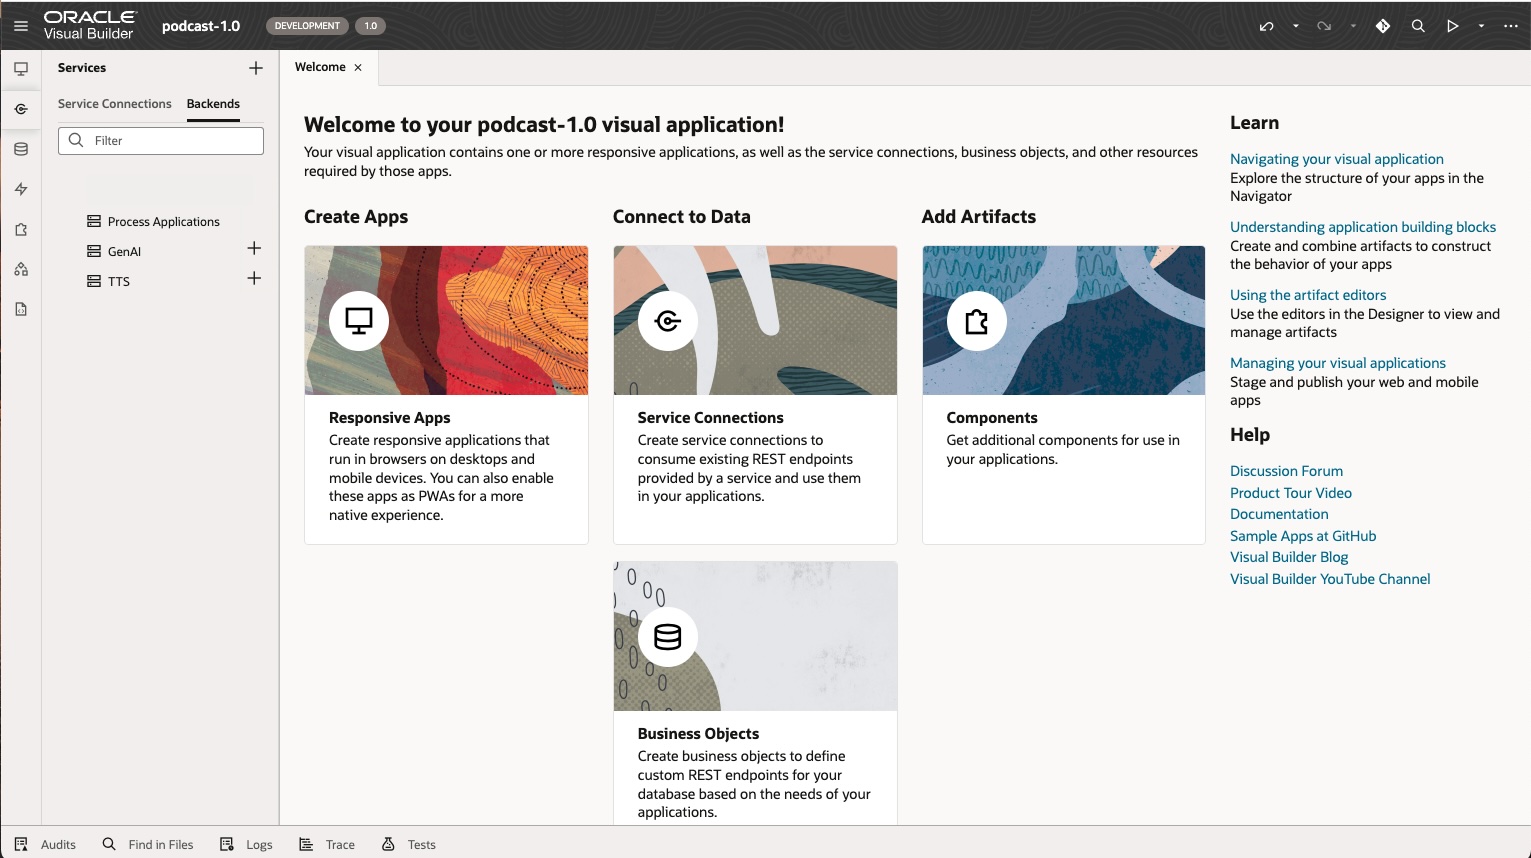 ORACLE
Visual Builder
podcast-1.0
DEVELOPMENT
1.0
Services
Service Connections
Backends
Filter
Process Applications
GenAI
TTS
Welcome
Welcome to your podcast-1.0 visual application!
Your visual application contains one or more responsive applications, as well as the service connections, business objects, and other resources
required by those apps.
Create Apps
Responsive Apps
Create responsive applications that
run in browsers on desktops and
mobile devices. You can also enable
these apps as PWAs for a more
native experience.
Connect to Data
Service Connections
Create service connections to
consume existing REST endpoints
provided by a service and use them
in your applications.
Business Objects
Create business objects to define
custom REST endpoints for your
database based on the needs of your
applications.
Add Artifacts
Components
Get additional components for use in
your applications.
Learn
Navigating your visual application
Explore the structure of your apps in the
Navigator
Understanding application building blocks
Create and combine artifacts to construct
the behavior of your apps
Using the artifact editors
Use the editors in the Designer to view and
manage artifacts
Managing your visual applications
Stage and publish your web and mobile
apps
Help
Discussion Forum
Product Tour Video
Documentation
Sample Apps at GitHub
Visual Builder Blog
Visual Builder YouTube Channel
Audits
Find in Files
Logs
Trace
Tests